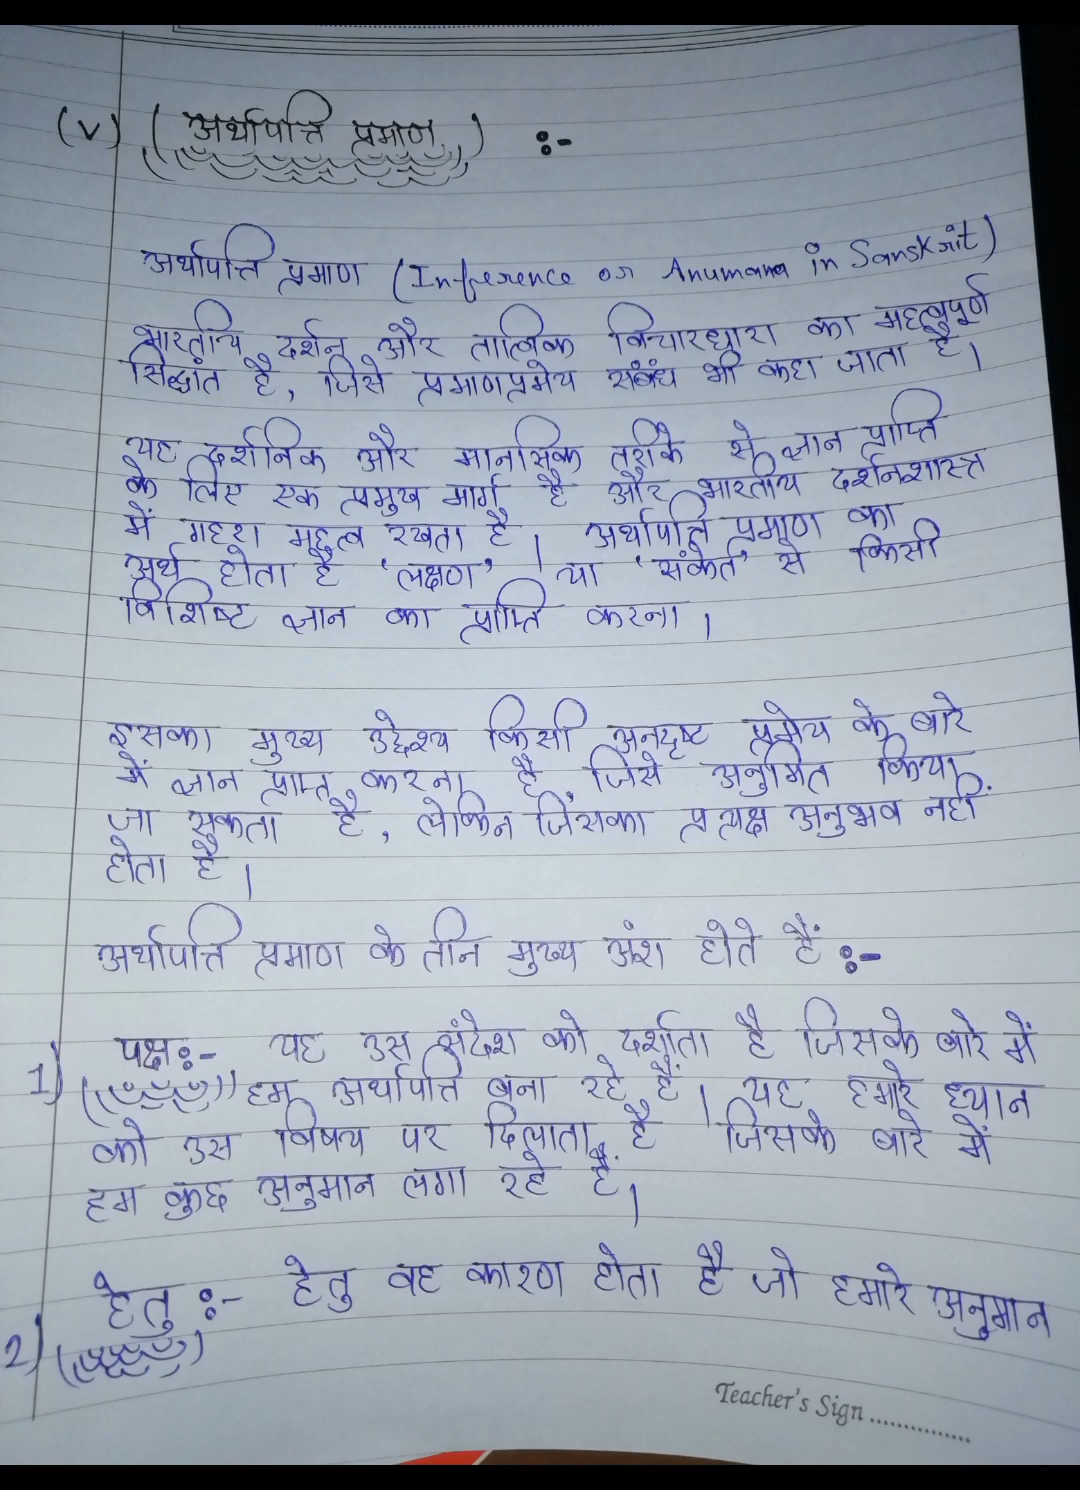 (v) (अर्थापत्ति प्रमाण) :-
अर्थापत्ति प्रमाण (Inference or Anumana in Sanskrit)
भारतीय दर्शन और तात्विक विचारधारा का महत्वपूर्ण
सिद्धांत है, जिसे प्रमाणप्रमेय संबंध भी कहा जाता है।
यह दर्शनिक और मानसिक तरीके से ज्ञान प्राप्ति
के लिए एक प्रमुख मार्ग है और भारतीय दर्शनशास्त्र
में गहरा महत्व रखता है। अर्थापत्ति प्रमाण का
अर्थ होता है 'लक्षण' या 'संकेत' से किसी
विशिष्ट ज्ञान का प्राप्ति करना।
इसका मुख्य उद्देश्य किसी अनदृष्ट प्रमेय के बारे
में ज्ञान प्राप्त करना है, जिसे अनुमित किया
जा सकता है, लेकिन जिसका प्रत्यक्ष अनुभव नहीं
होता है।
अर्थापत्ति प्रमाण के तीन मुख्य अंश होते हैं :-
1) पक्ष :- यह उस संदेश को दर्शाता है जिसके बारे में
हम अर्थापत्ति बना रहे हैं। यह हमारे ध्यान
को उस विषय पर दिलाता है जिसके बारे में
हम कुछ अनुमान लगा रहे हैं।
2) हेतु :- हेतु वह कारण होता है जो हमारे अनुमान
Teacher's Sign ..............